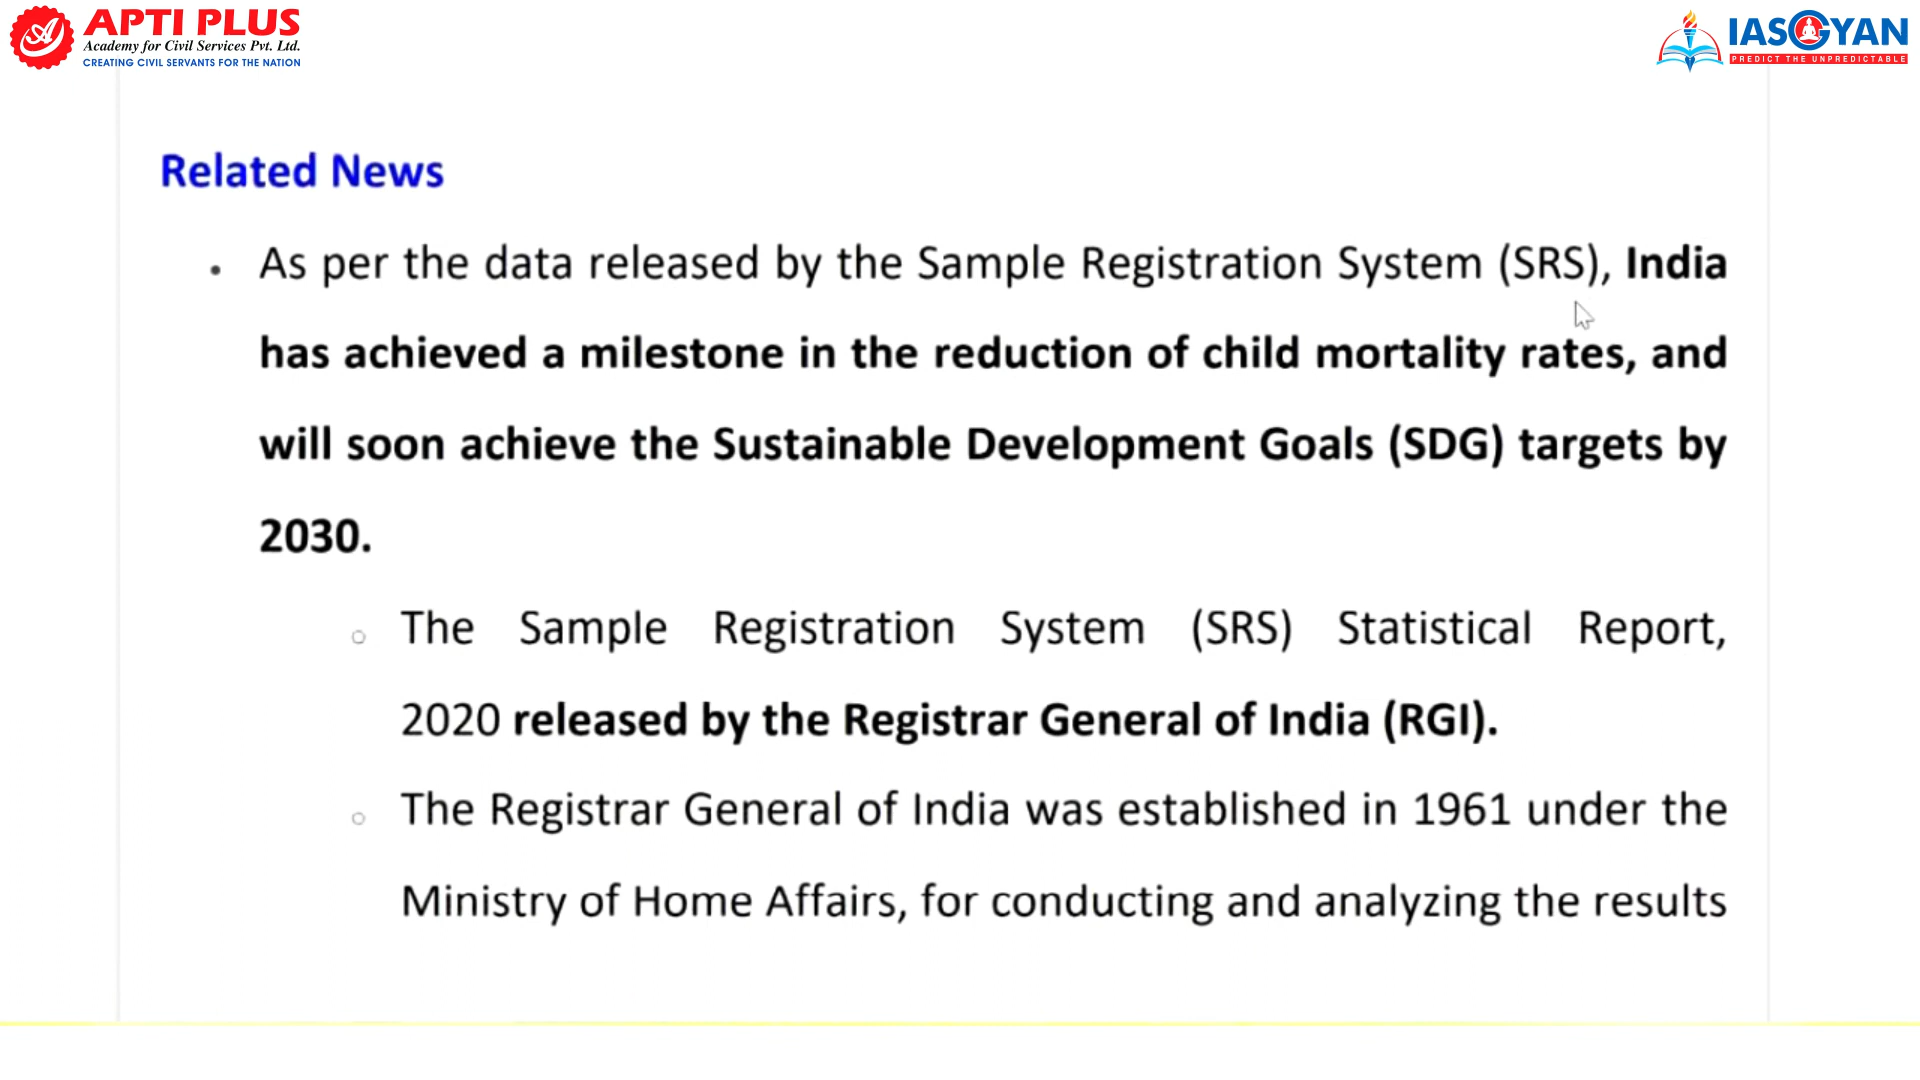 APTI PLUS
Academy for Civil Services Pvt. Ltd.
CREATING CIVIL SERVANTS FOR THE NATION
IASGYAN
PREDICT THE UNPREDICTABLE
Related News
• As per the data released by the Sample Registration System (SRS), India
has achieved a milestone in the reduction of child mortality rates, and
will soon achieve the Sustainable Development Goals (SDG) targets by
2030.
○ The Sample Registration System (SRS) Statistical Report,
2020 released by the Registrar General of India (RGI).
○ The Registrar General of India was established in 1961 under the
Ministry of Home Affairs, for conducting and analyzing the results